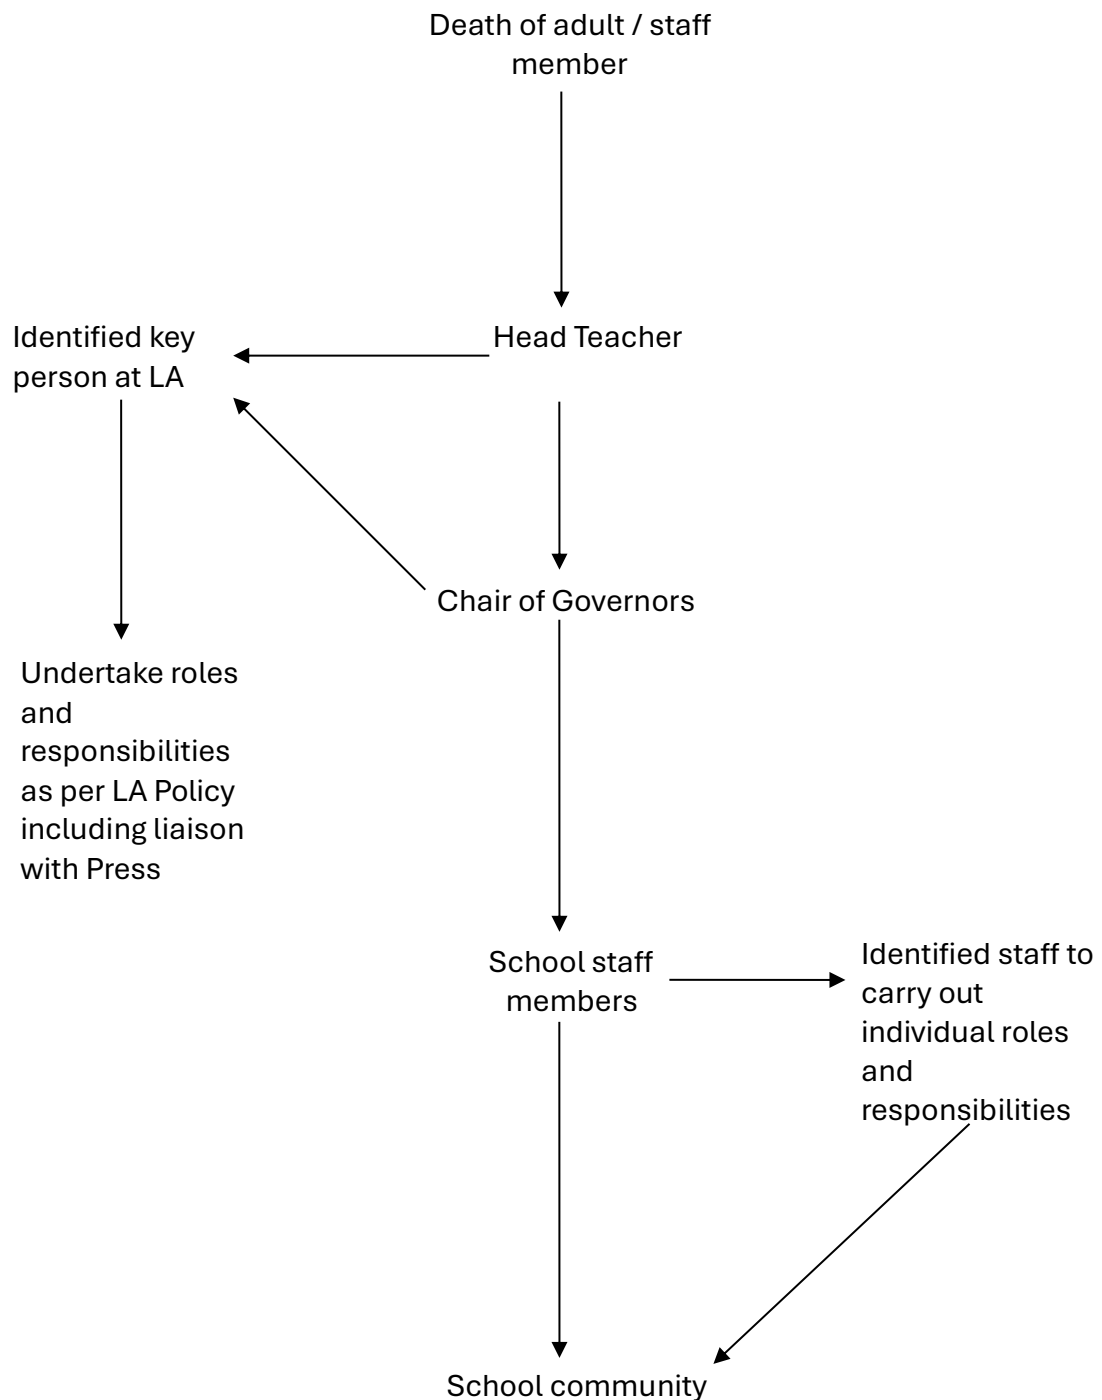 Death of adult / staff
member
Identified key
person at LA
Head Teacher
Chair of Governors
Undertake roles
and
responsibilities
as per LA Policy
including liaison
with Press
School staff
members
Identified staff to
carry out
individual roles
and
responsibilities
School community